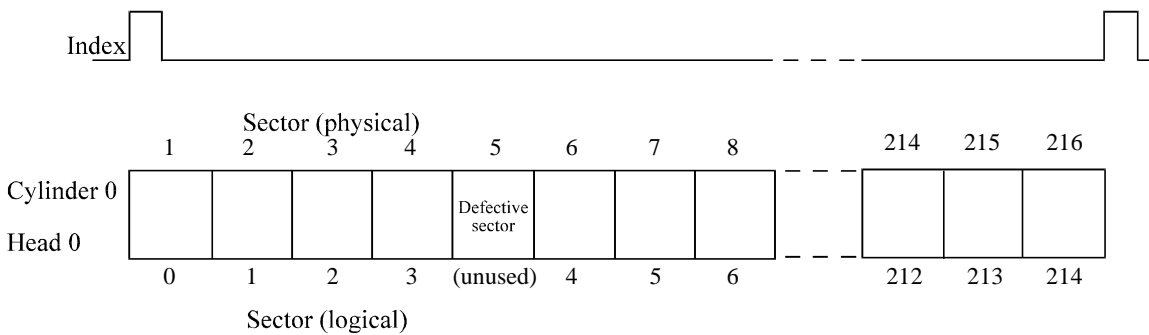 Index
Sector (physical)
1 2 3 4 5 6 7 8 214 215 216
Cylinder 0
Defective
sector
Head 0
0 1 2 3 (unused) 4 5 6 212 213 214
Sector (logical)